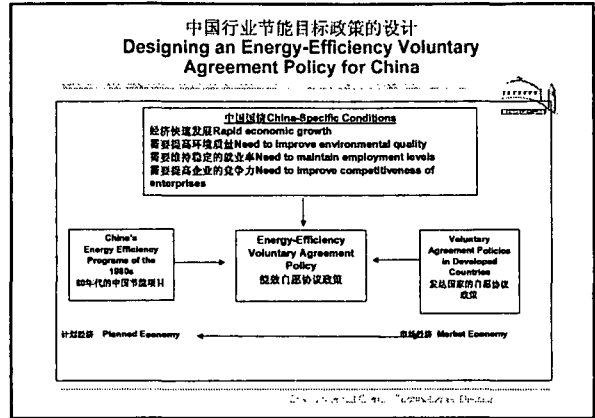 中国行业节能目标政策的设计
Designing an Energy-Efficiency Voluntary
Agreement Policy for China
中国国情China-Specific Conditions
经济快速发展Rapid economic growth
需要提高环境质量Need to improve environmental quality
需要维持稳定的就业率Need to maintain employment levels
需要提高企业的竞争力Need to improve competitiveness of
enterprises
China's
Energy Efficiency
Programs of the
1980s
80年代的中国节能项目
Energy-Efficiency
Voluntary Agreement
Policy
能效自愿协议政策
Voluntary
Agreement Policies
in Developed
Countries
发达国家的自愿协议
政策
计划经济 Planned Economy
市场经济 Market Economy